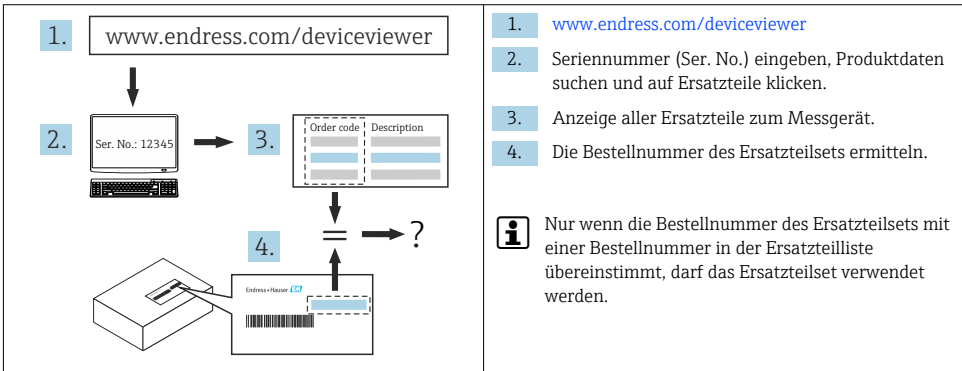 1. www.endress.com/deviceviewer
2. Ser. No.: 12345
3. Order code Description
4.
= ?
Endress+Hauser EH
1. www.endress.com/deviceviewer
2. Seriennummer (Ser. No.) eingeben, Produktdaten
suchen und auf Ersatzteile klicken.
3. Anzeige aller Ersatzteile zum Messgerät.
4. Die Bestellnummer des Ersatzteilsets ermitteln.
i Nur wenn die Bestellnummer des Ersatzteilsets mit
einer Bestellnummer in der Ersatzteilliste
übereinstimmt, darf das Ersatzteilset verwendet
werden.